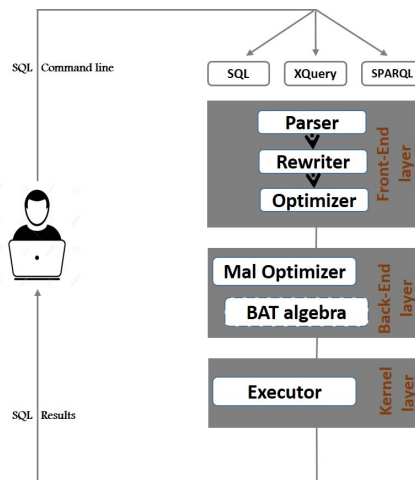 SQL Command line
SQL XQuery SPARQL
Parser
Rewriter
Optimizer
Front-End
layer
Mal Optimizer
BAT algebra
Back-End
layer
Executor
Kernel
layer
SQL Results